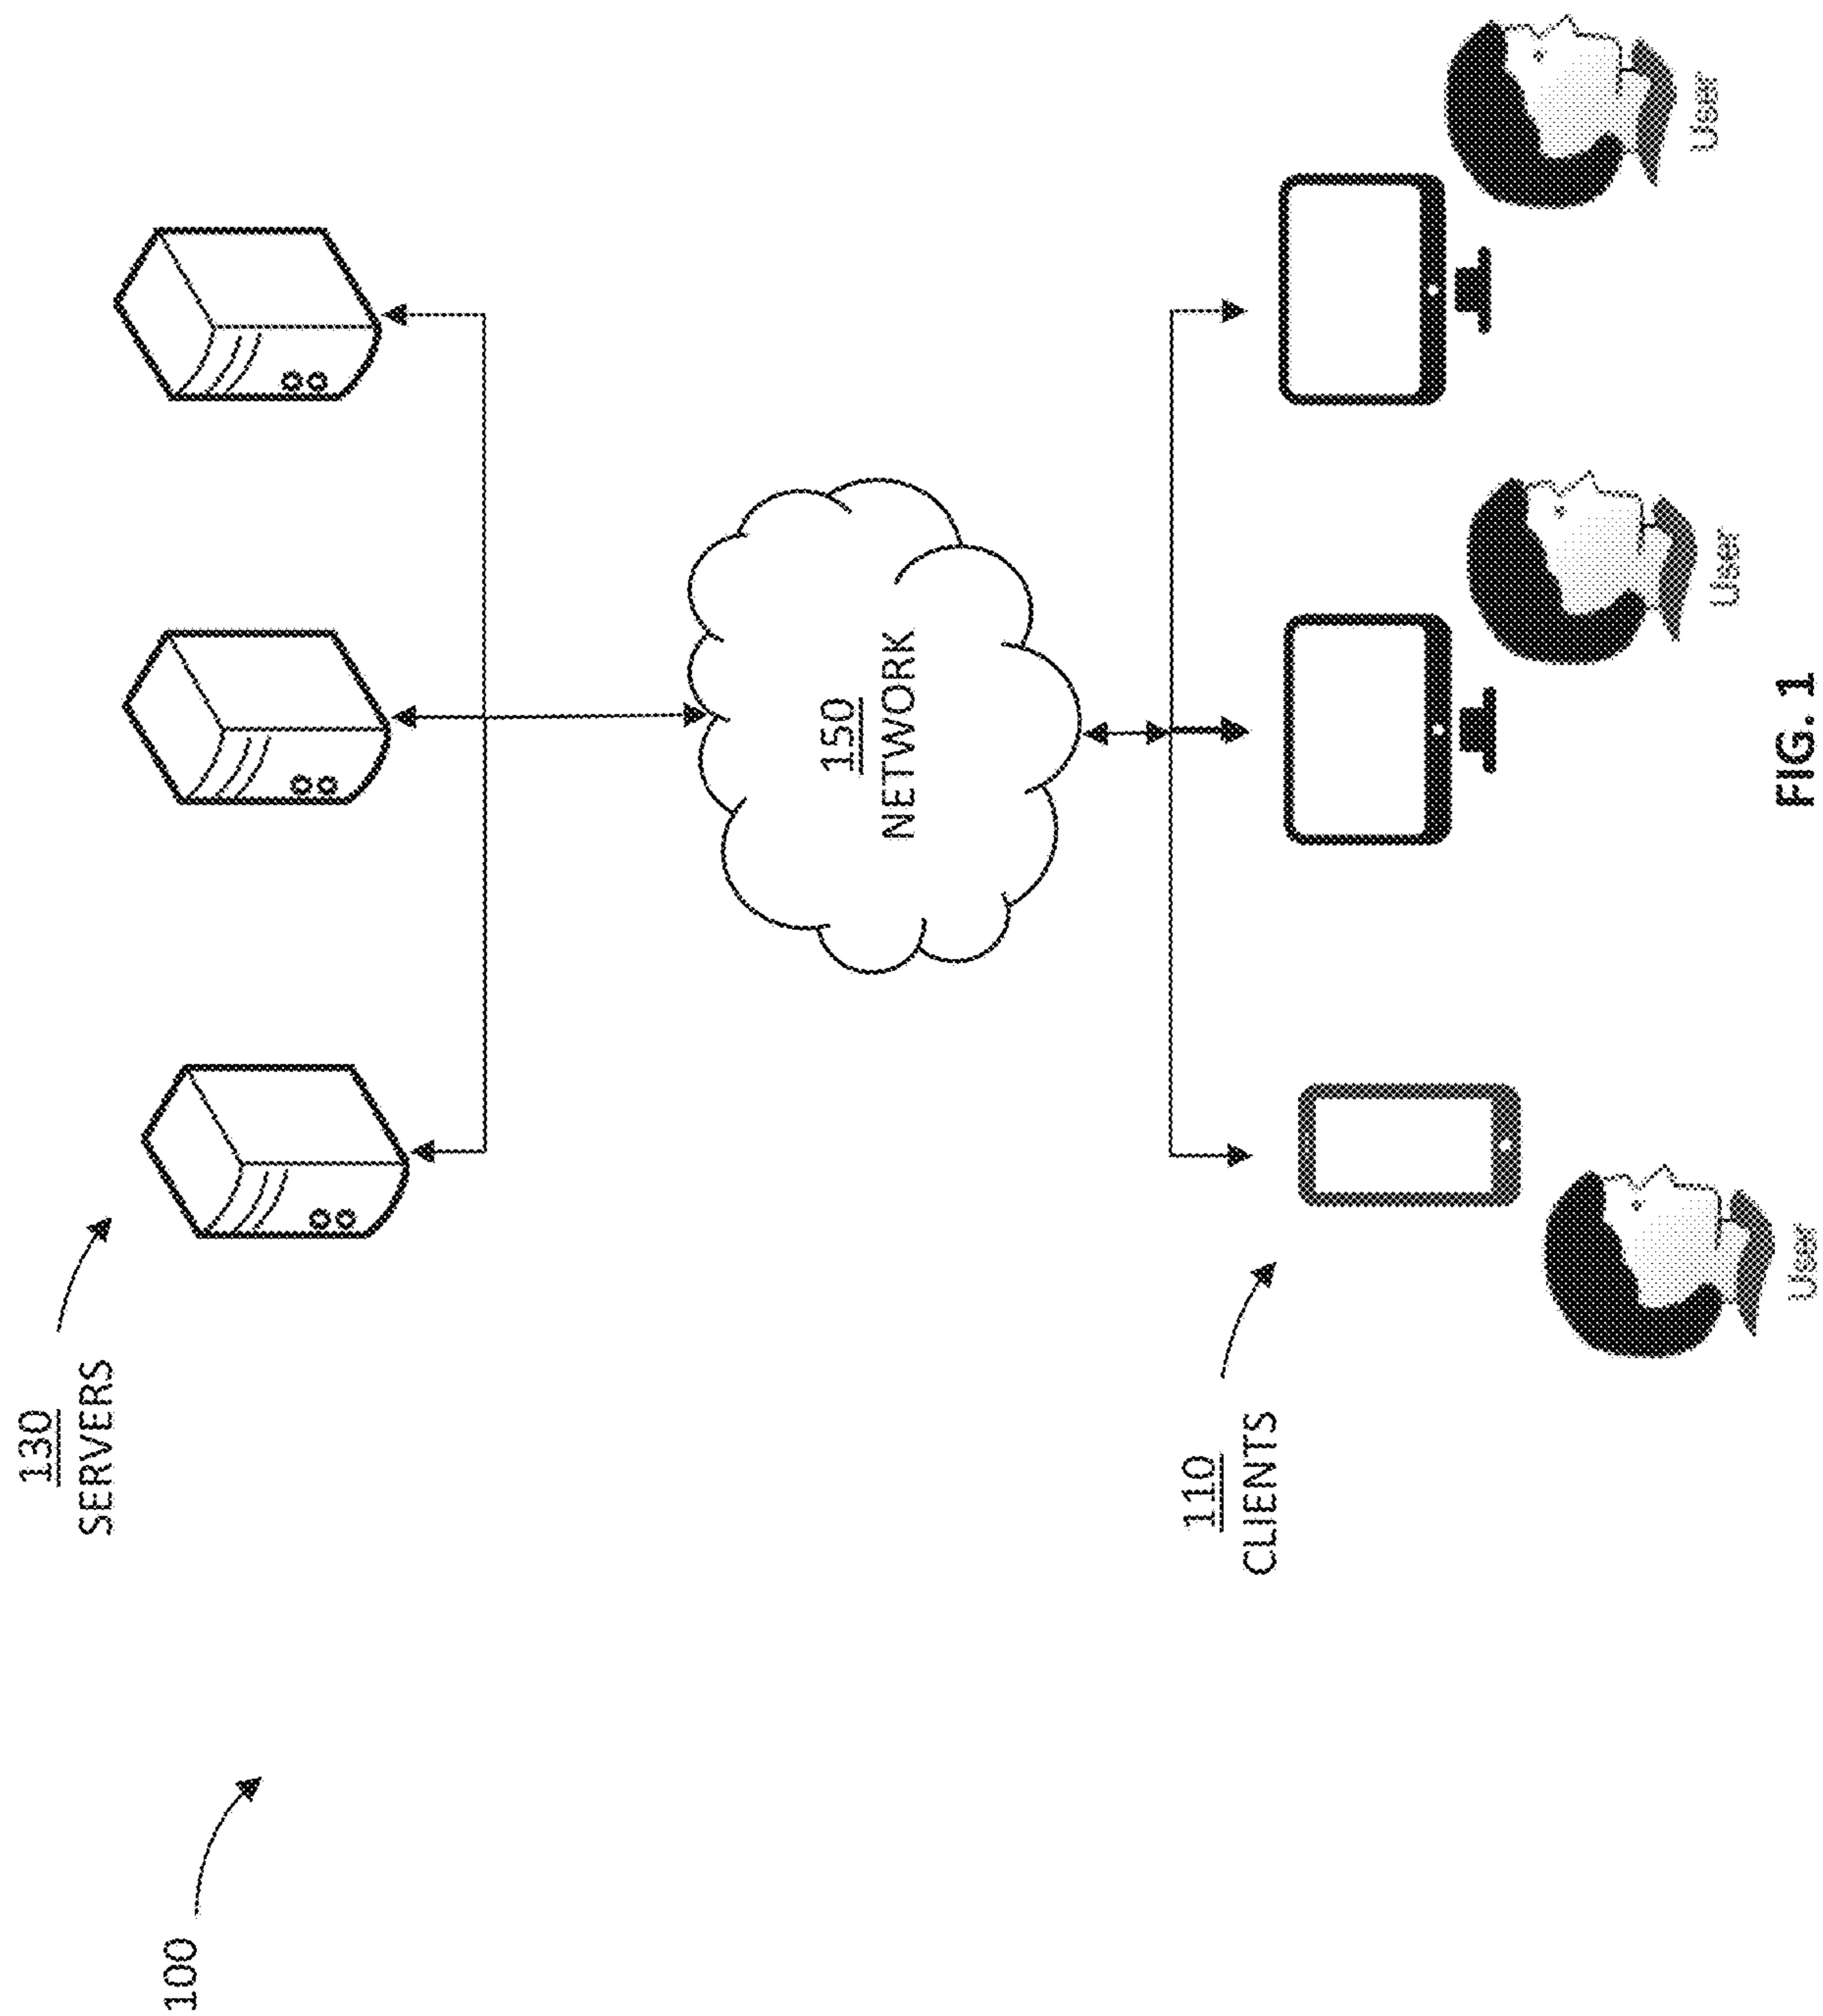 100
130
SERVERS
150
NETWORK
110
CLIENTS
User
User
User
FIG. 1